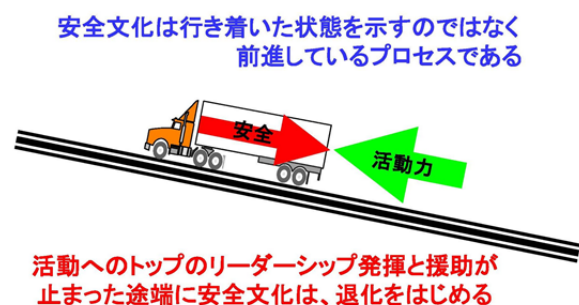 安全文化は行き着いた状態を示すのではなく
前進しているプロセスである
安全
活動力
活動へのトップのリーダーシップ発揮と援助が
止まった途端に安全文化は、退化をはじめる